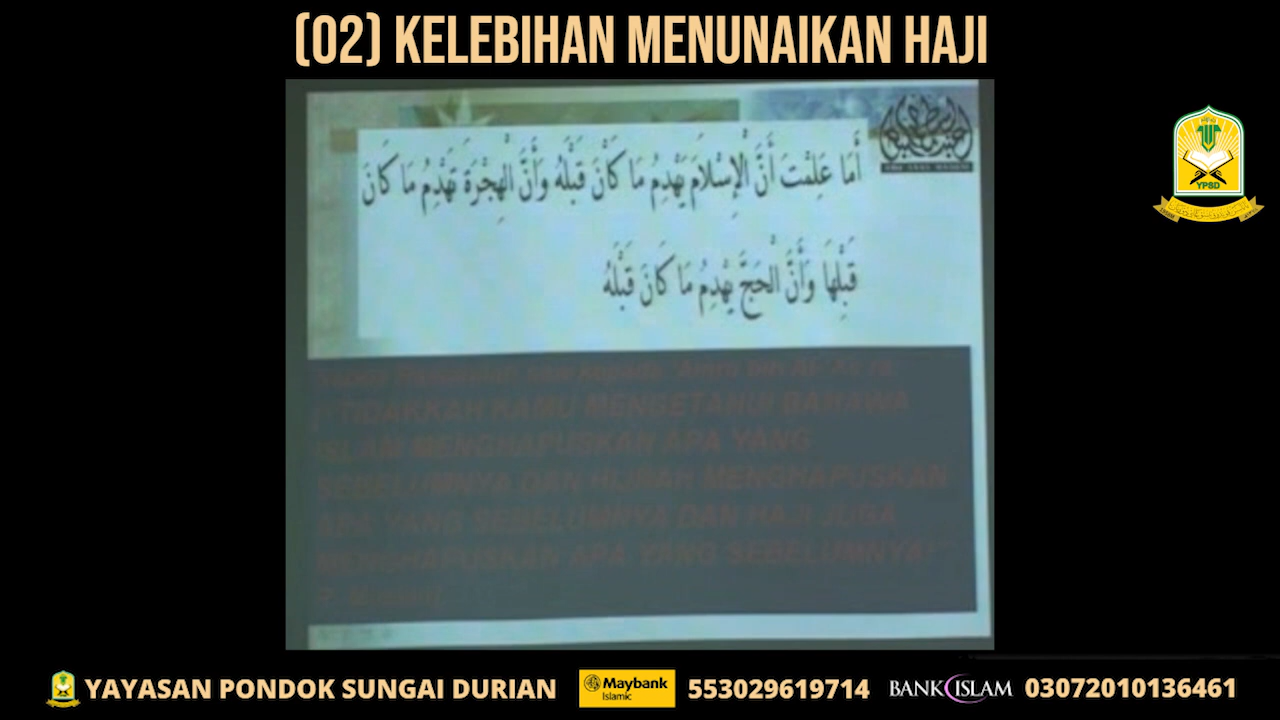 (02) KELEBIHAN MENUNAIKAN HAJI
أَمَا عَلِمْتَ أَنَّ الْإِسْلَامَ يَهْدِمُ مَا كَانَ قَبْلَهُ وَأَنَّ الْهِجْرَةَ تَهْدِمُ مَا كَانَ
قَبْلِهَا وَأَنَّ الْحَجَّ يَهْدِمُ مَا كَانَ قَبْلَهُ
["TIDAKKAH KAMU MENGETAHUI BAHAWA
ISLAM MENGHAPUSKAN APA YANG
SEBELUMNYA DAN HIJRAH MENGHAPUSKAN
APA YANG SEBELUMNYA DAN HAJI JUGA
MENGHAPUSKAN APA YANG SEBELUMNYA!"
YPSD
YAYASAN PONDOK SUNGAI DURIAN
Maybank
Islamic
553029619714
BANK ISLAM
03072010136461